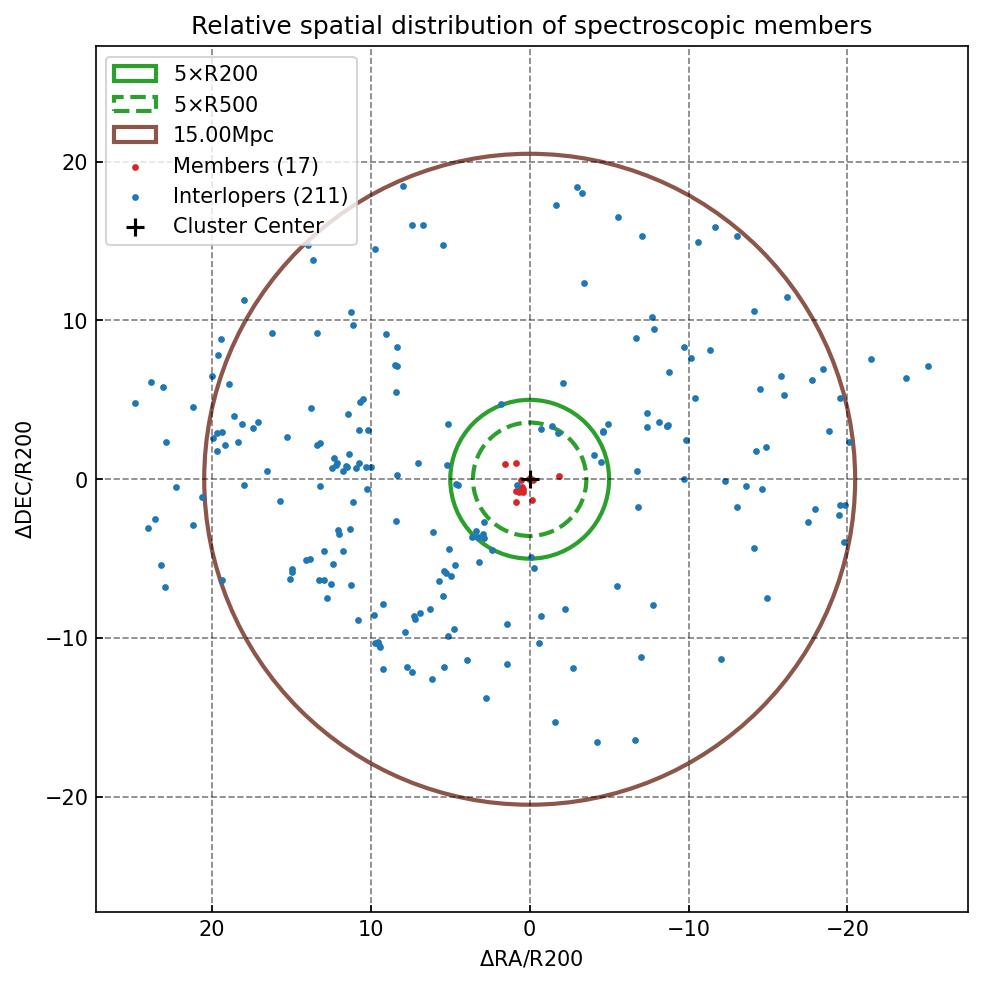 Relative spatial distribution of spectroscopic members
5×R200
5×R500
15.00Mpc
Members (17)
Interlopers (211)
Cluster Center
ΔDEC/R200
20
10
0
−10
−20
20
10
0
−10
−20
ΔRA/R200